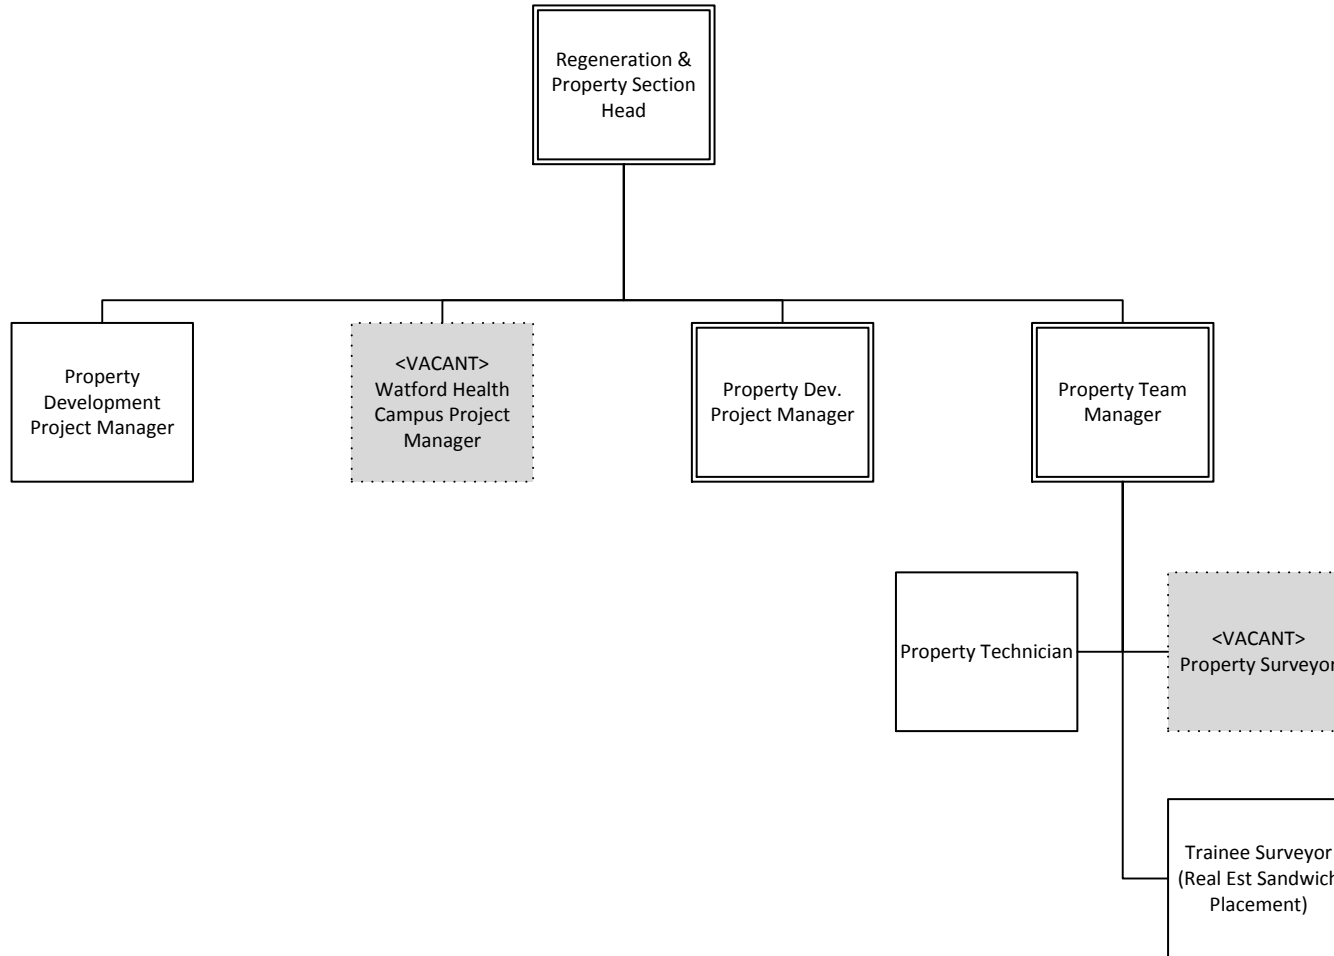 Regeneration &
Property Section
Head
Property
Development
Project Manager
<VACANT>
Watford Health
Campus Project
Manager
Property Dev.
Project Manager
Property Team
Manager
Property Technician
<VACANT>
Property Surveyor
Trainee Surveyor
(Real Est Sandwich
Placement)